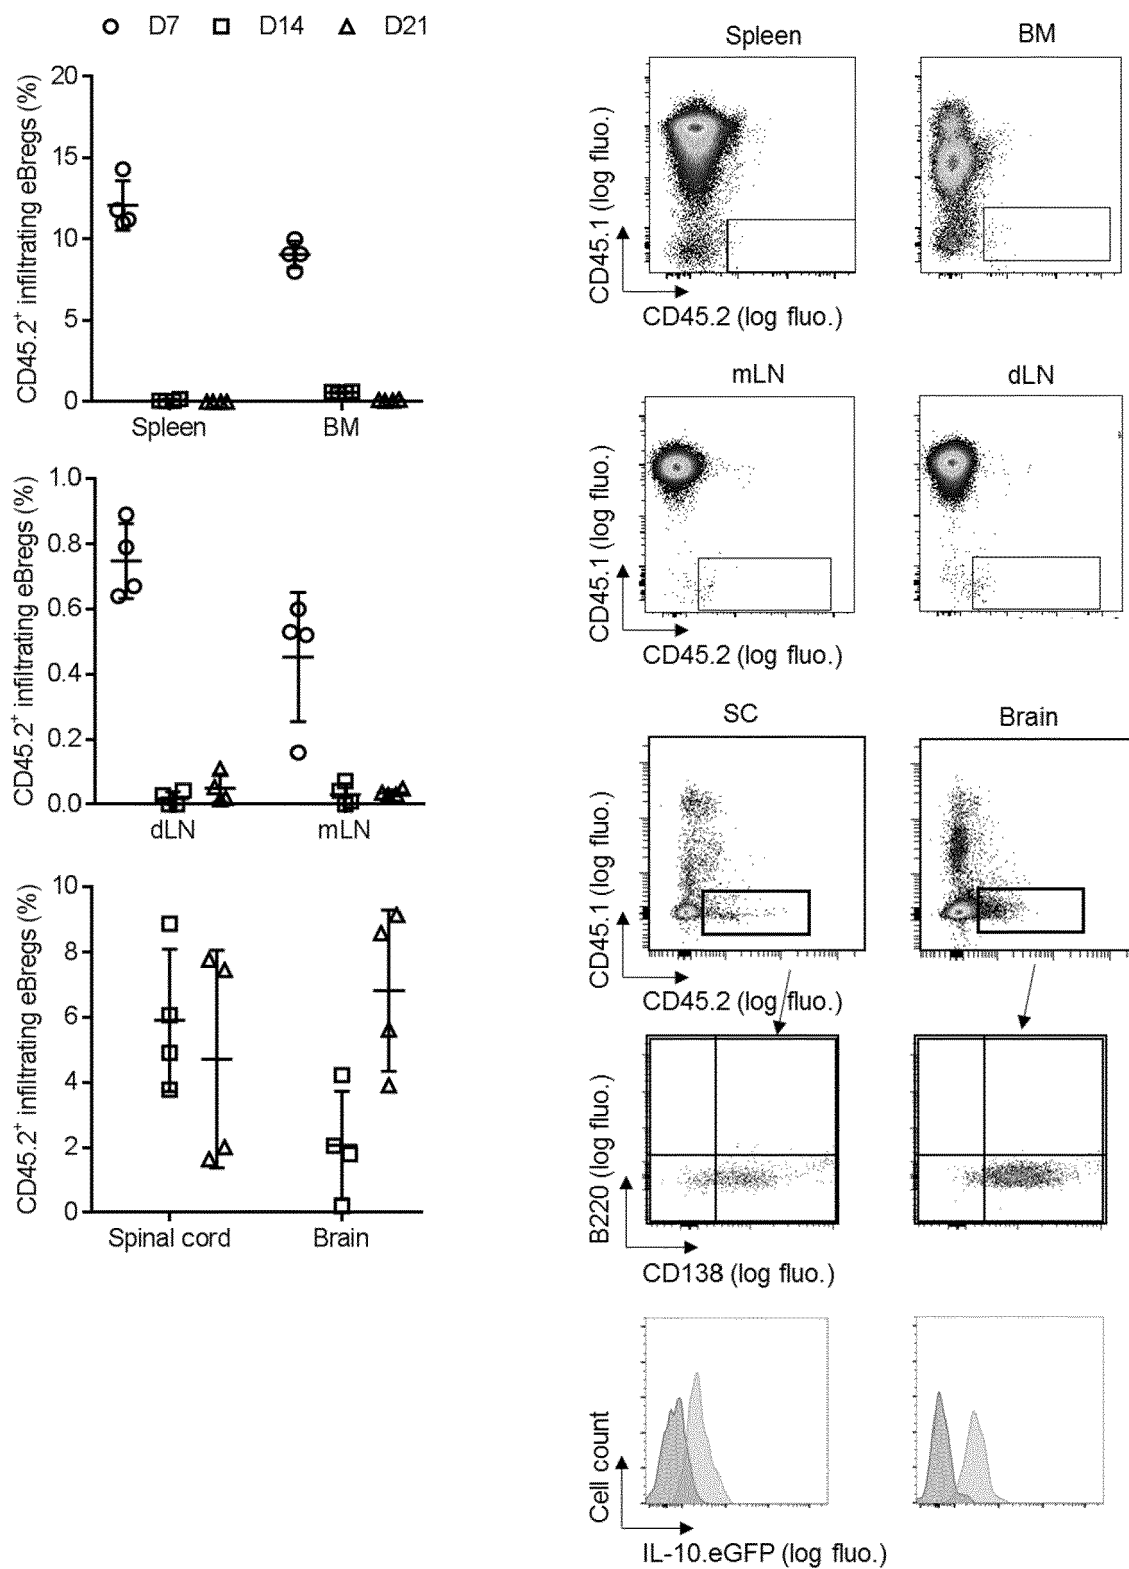 D7 D14 D21
CD45.2+ infiltrating eBregs (%)
20
15
10
5
0
Spleen BM
CD45.2+ infiltrating eBregs (%)
1.0
0.8
0.6
0.4
0.2
0.0
dLN mLN
CD45.2+ infiltrating eBregs (%)
10
8
6
4
2
0
Spinal cord Brain
Spleen BM
CD45.1 (log fluo.)
CD45.2 (log fluo.)
mLN dLN
CD45.1 (log fluo.)
CD45.2 (log fluo.)
SC Brain
CD45.1 (log fluo.)
CD45.2 (log fluo.)
B220 (log fluo.)
CD138 (log fluo.)
Cell count
IL-10.eGFP (log fluo.)